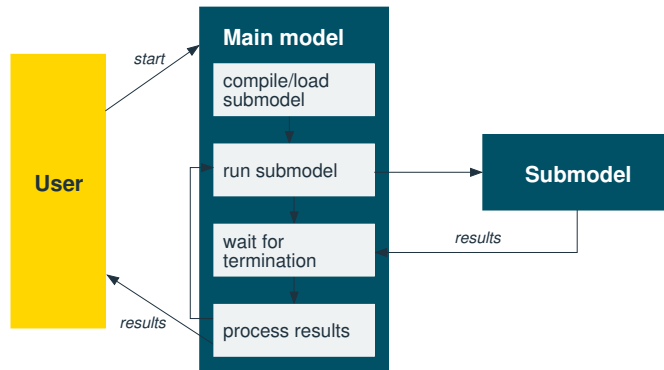 Main model
start
compile/load
submodel
User
run submodel
Submodel
wait for
termination
results
process results
results